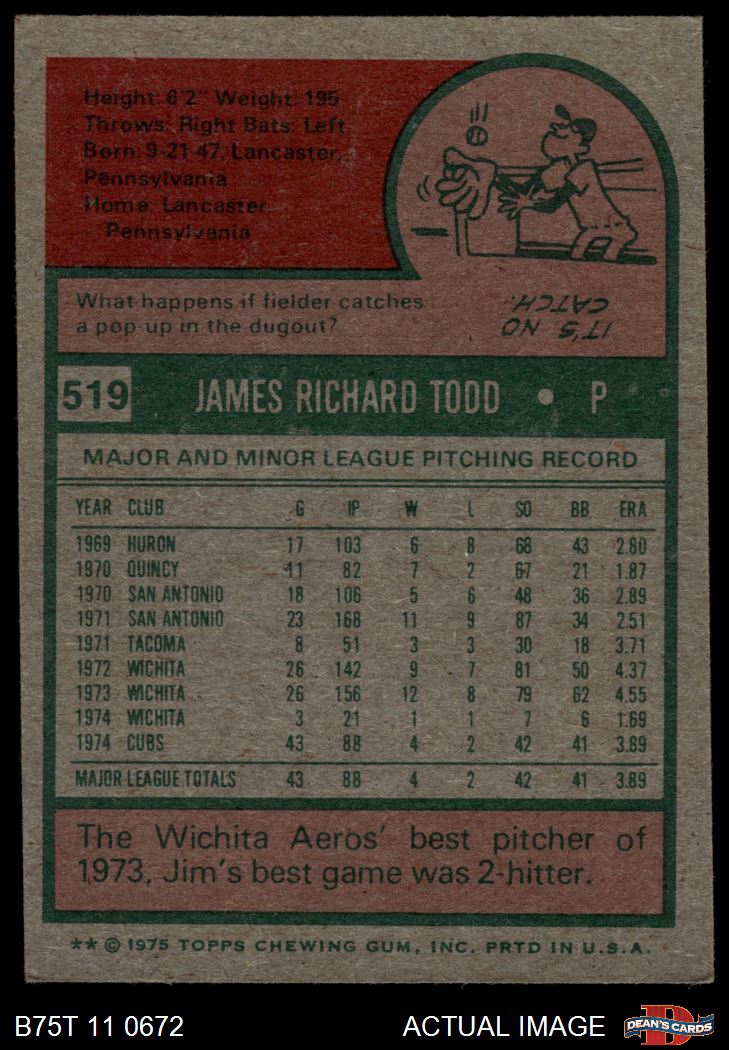 Height: 6'2" Weight: 195
Throws: Right Bats: Left
Born: 9-21-47, Lancaster,
Pennsylvania
Home: Lancaster,
Pennsylvania
What happens if fielder catches
a pop up in the dugout?
IT'S NO
CATCH.
519 JAMES RICHARD TODD • P
MAJOR AND MINOR LEAGUE PITCHING RECORD
YEAR CLUB G IP W L SO BB ERA
1969 HURON 17 103 6 8 68 43 2.80
1970 QUINCY 11 82 7 2 67 21 1.87
1970 SAN ANTONIO 18 106 5 6 48 36 2.89
1971 SAN ANTONIO 23 168 11 9 87 34 2.51
1971 TACOMA 8 51 3 3 30 18 3.71
1972 WICHITA 26 142 9 7 81 50 4.37
1973 WICHITA 26 156 12 8 79 62 4.55
1974 WICHITA 3 21 1 1 7 6 1.69
1974 CUBS 43 88 4 2 42 41 3.89
MAJOR LEAGUE TOTALS 43 88 4 2 42 41 3.89
The Wichita Aeros' best pitcher of
1973, Jim's best game was 2-hitter.
** © 1975 TOPPS CHEWING GUM, INC. PRTD IN U.S.A.
B75T 11 0672 ACTUAL IMAGE DEAN'S CARDS